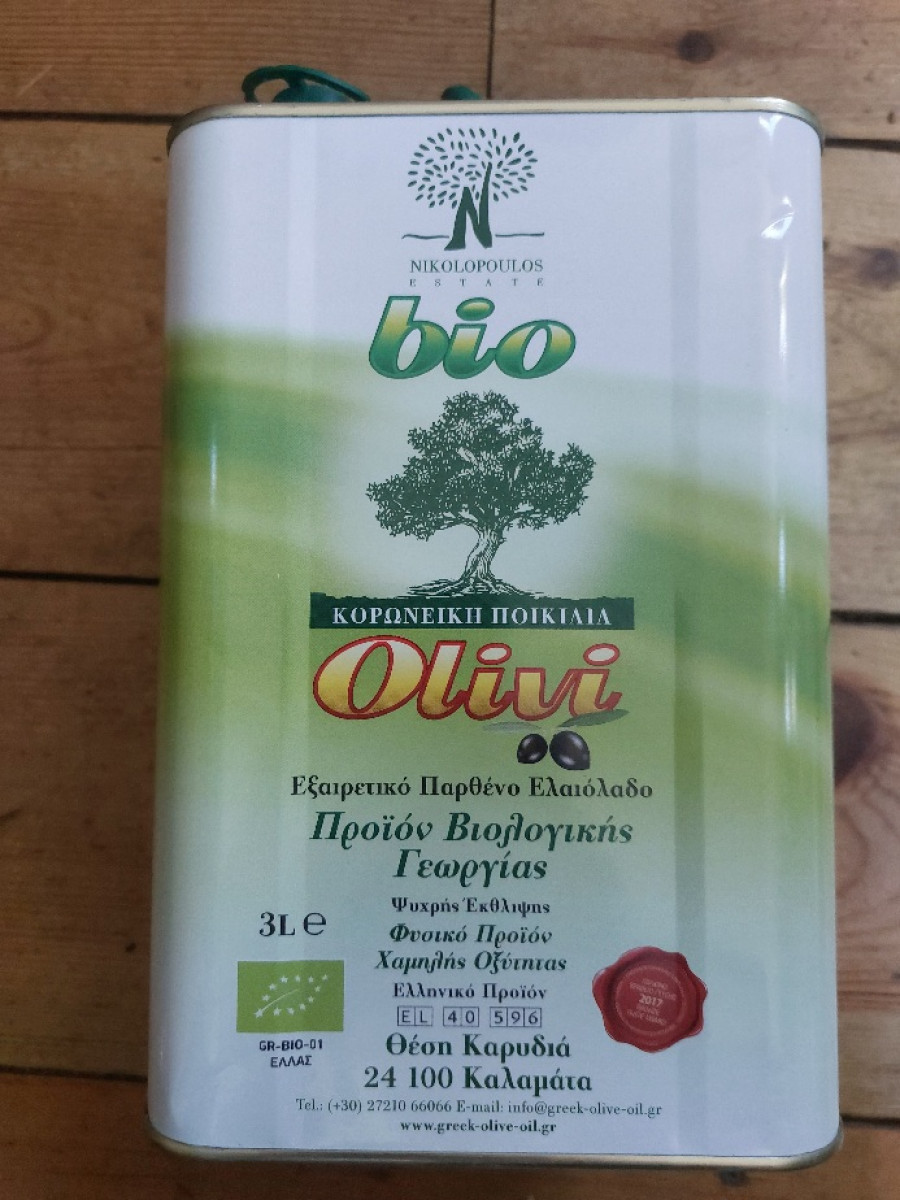 N
NIKOLOPOULOS
ESTATE
bio
ΚΟΡΩΝΕΙΚΗ ΠΟΙΚΙΛΙΑ
Olivi
Εξαιρετικό Παρθένο Ελαιόλαδο
Προϊόν Βιολογικής
Γεωργίας
Ψυχρής Έκθλιψης
3L ℮
Φυσικό Προϊόν
Χαμηλής Οξύτητας
Ελληνικό Προϊόν
EL 40 596
2017
GR-BIO-01
ΕΛΛΑΣ
Θέση Καρυδιά
24 100 Καλαμάτα
Tel.: (+30) 27210 66066 E-mail: info@greek-olive-oil.gr
www.greek-olive-oil.gr